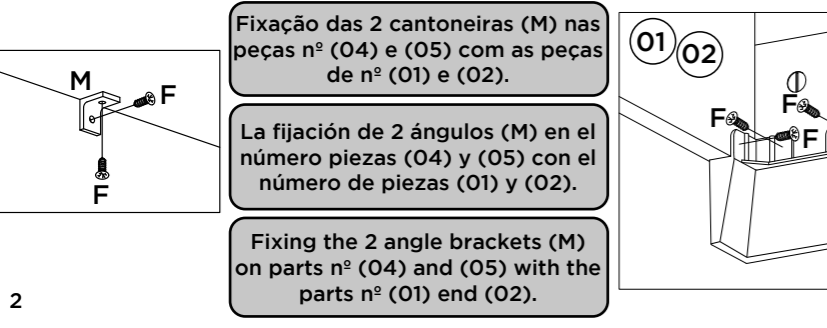 M
F
F
Fixação das 2 cantoneiras (M) nas
peças nº (04) e (05) com as peças
de nº (01) e (02).
La fijación de 2 ángulos (M) en el
número piezas (04) y (05) con el
número de piezas (01) y (02).
Fixing the 2 angle brackets (M)
on parts nº (04) and (05) with the
parts nº (01) end (02).
01
02
F
F
F
2